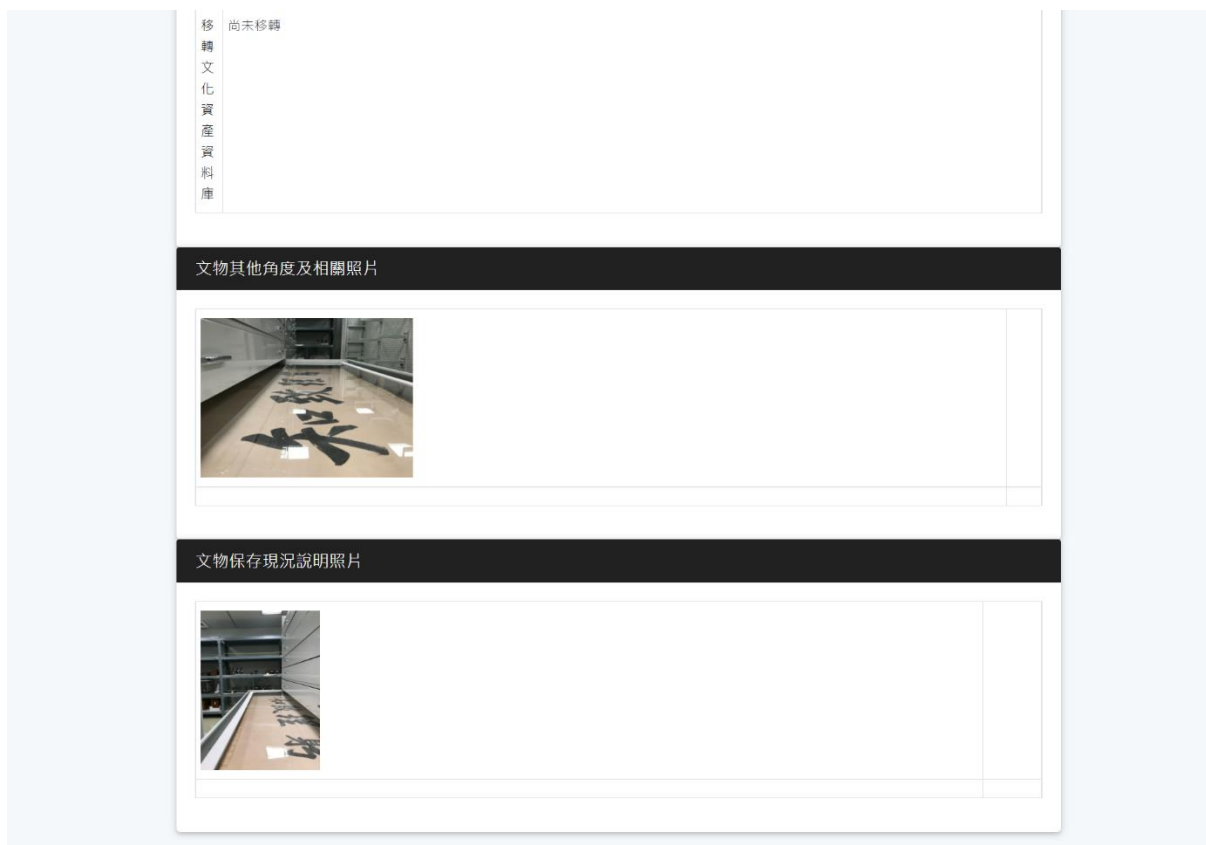 移轉文化資產資料庫
尚未移轉
文物其他角度及相關照片
文物保存現況說明照片